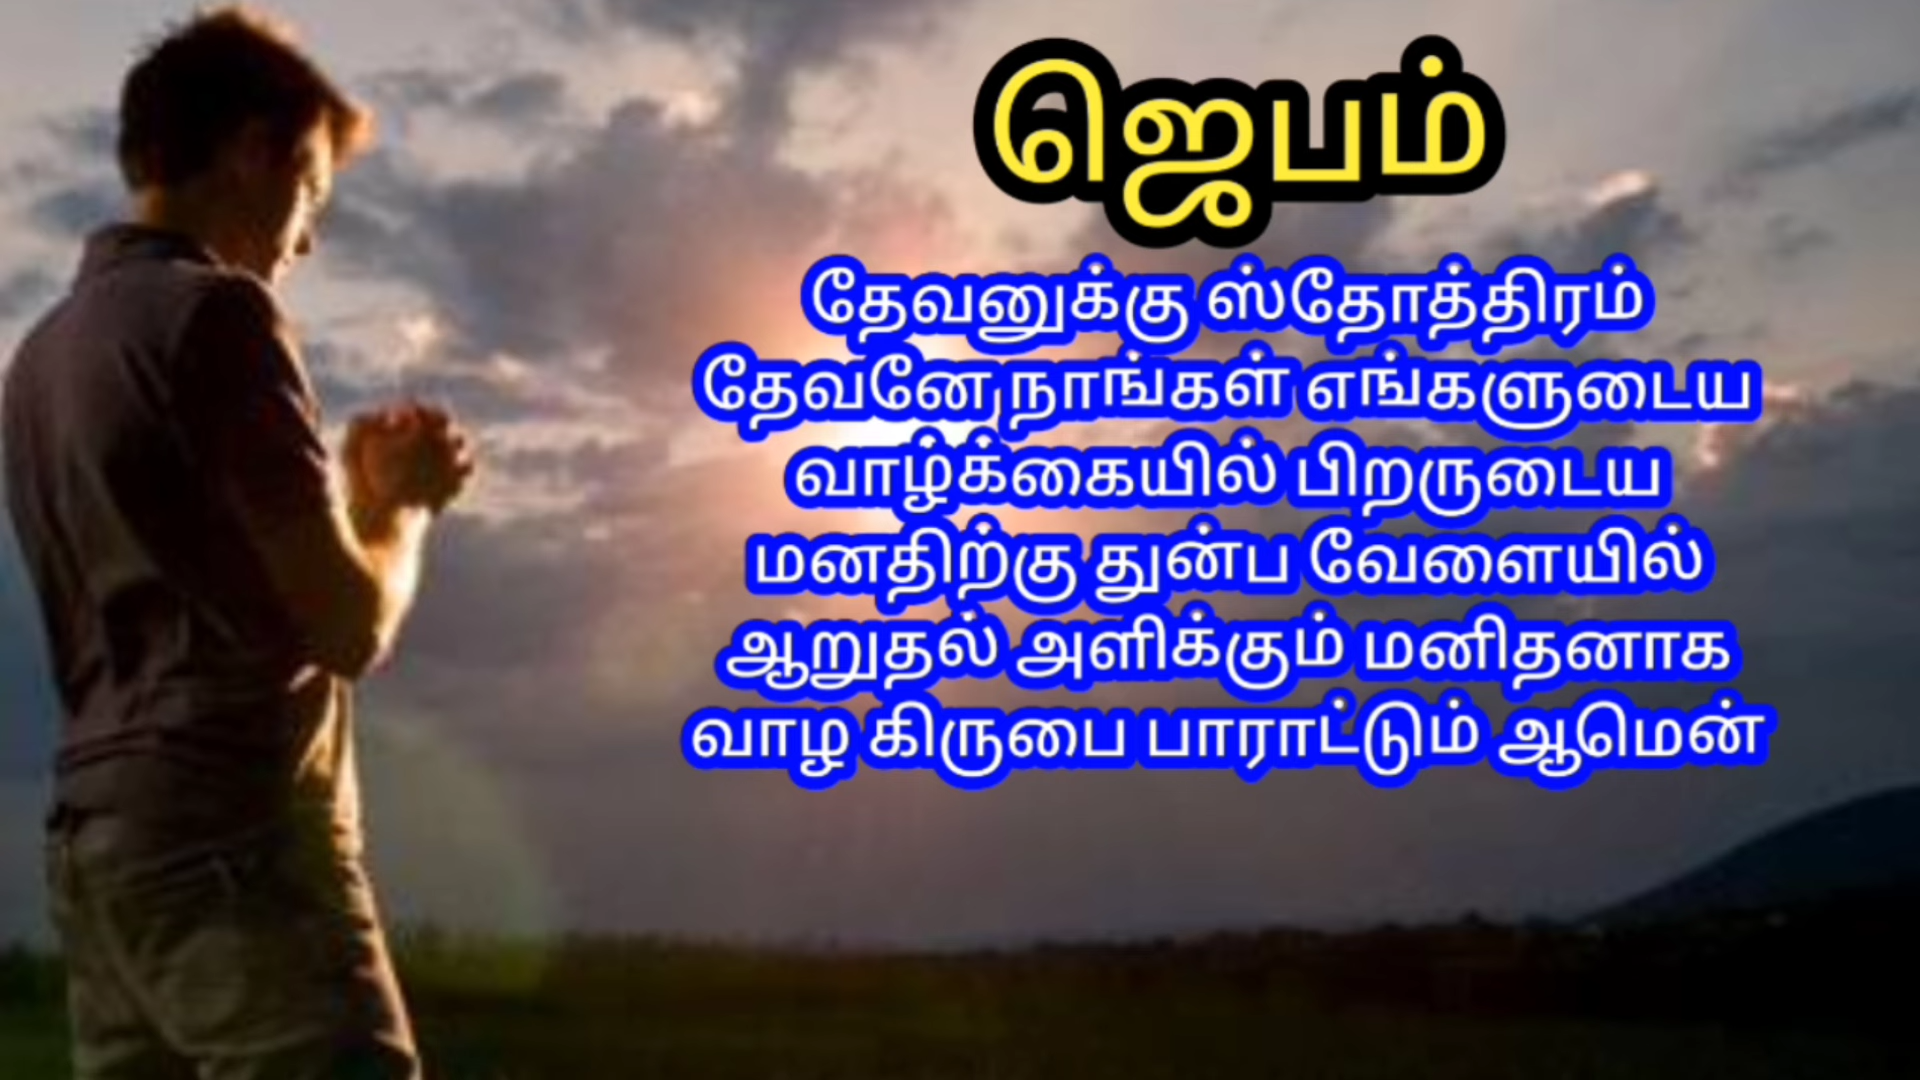 ஜெபம்
தேவனுக்கு ஸ்தோத்திரம்
தேவனே நாங்கள் எங்களுடைய
வாழ்க்கையில் பிறருடைய
மனதிற்கு துன்ப வேளையில்
ஆறுதல் அளிக்கும் மனிதனாக
வாழ கிருபை பாராட்டும் ஆமென்